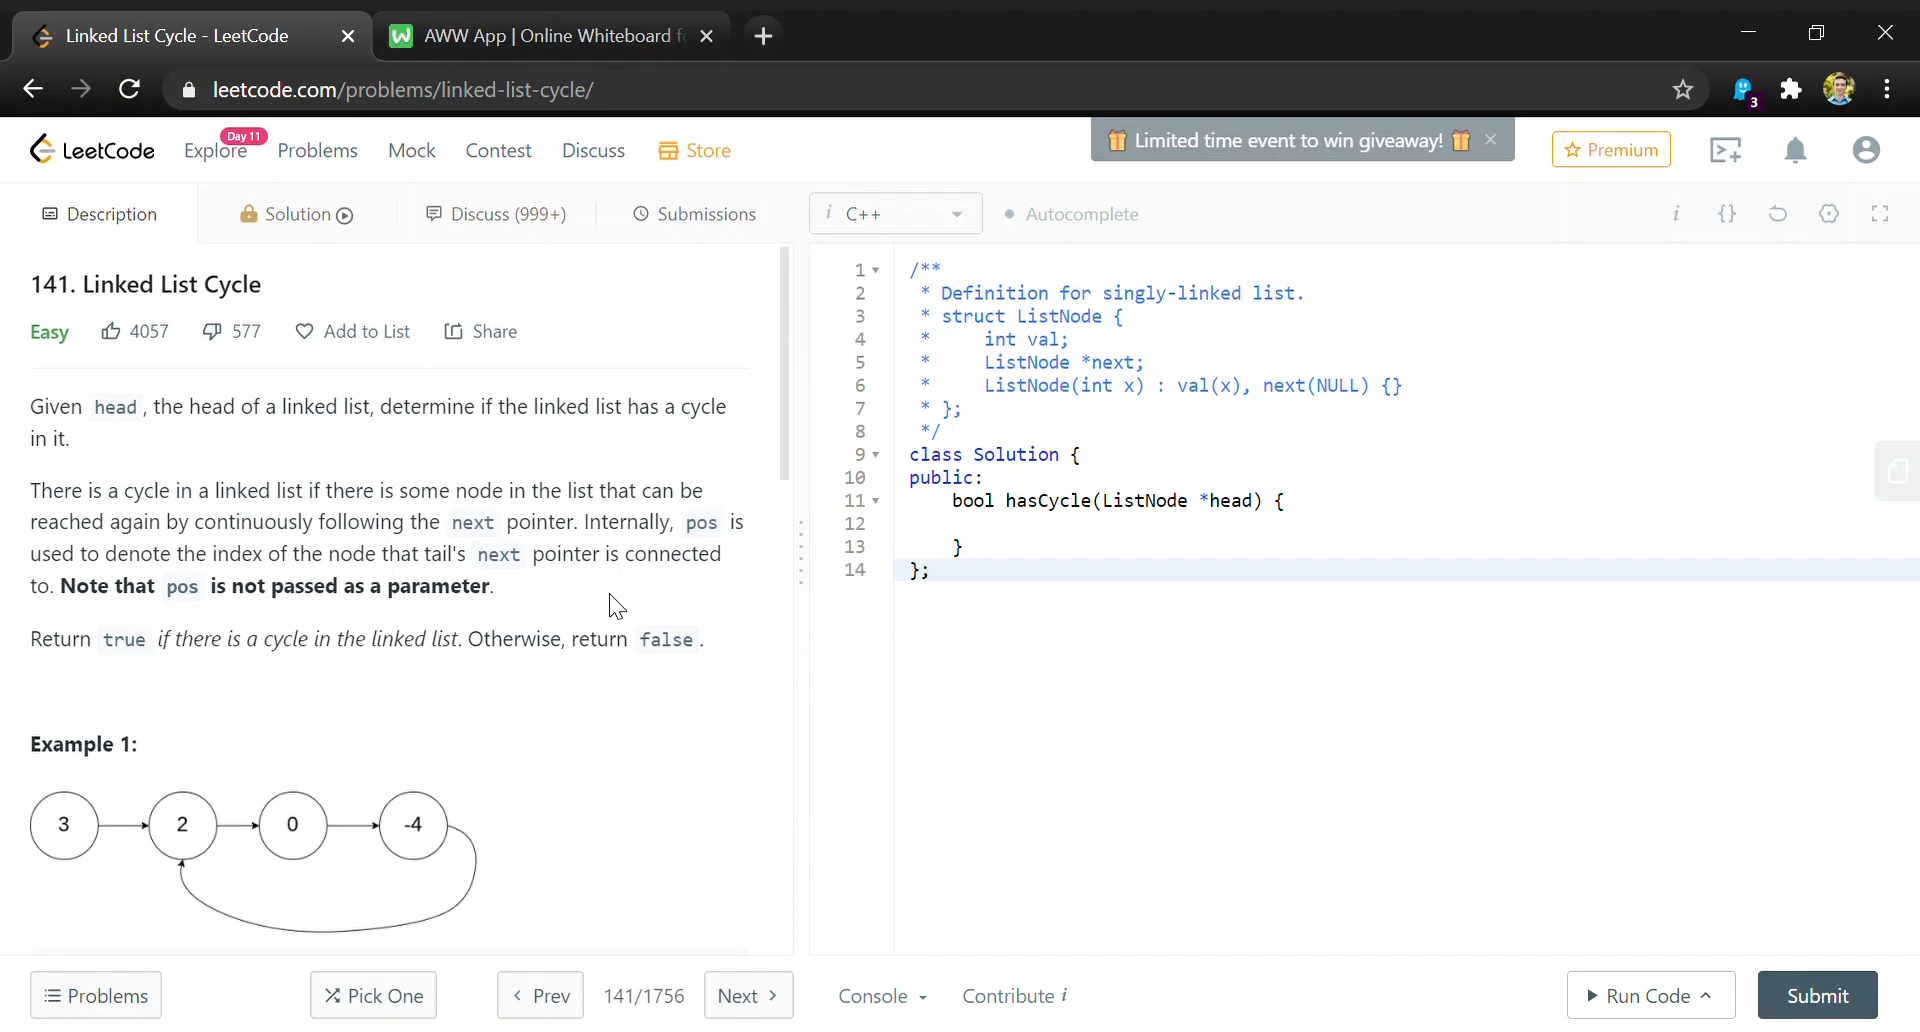 Linked List Cycle - LeetCode
AWW App | Online Whiteboard f
leetcode.com/problems/linked-list-cycle/
3
LeetCode
Explore
Day 11
Problems
Mock
Contest
Discuss
Store
Limited time event to win giveaway!
Premium
Description
Solution
Discuss (999+)
Submissions
i C++
Autocomplete
i
{}
141. Linked List Cycle
Easy
4057
577
Add to List
Share
Given head, the head of a linked list, determine if the linked list has a cycle
in it.
There is a cycle in a linked list if there is some node in the list that can be
reached again by continuously following the next pointer. Internally, pos is
used to denote the index of the node that tail's next pointer is connected
to. Note that pos is not passed as a parameter.
Return true if there is a cycle in the linked list. Otherwise, return false.
Example 1:
3
2
0
-4
1 /**
2 * Definition for singly-linked list.
3 * struct ListNode {
4 * int val;
5 * ListNode *next;
6 * ListNode(int x) : val(x), next(NULL) {}
7 * };
8 */
9 class Solution {
10 public:
11 bool hasCycle(ListNode *head) {
12
13 }
14 };
Problems
Pick One
Prev
141/1756
Next
Console
Contribute i
Run Code
Submit